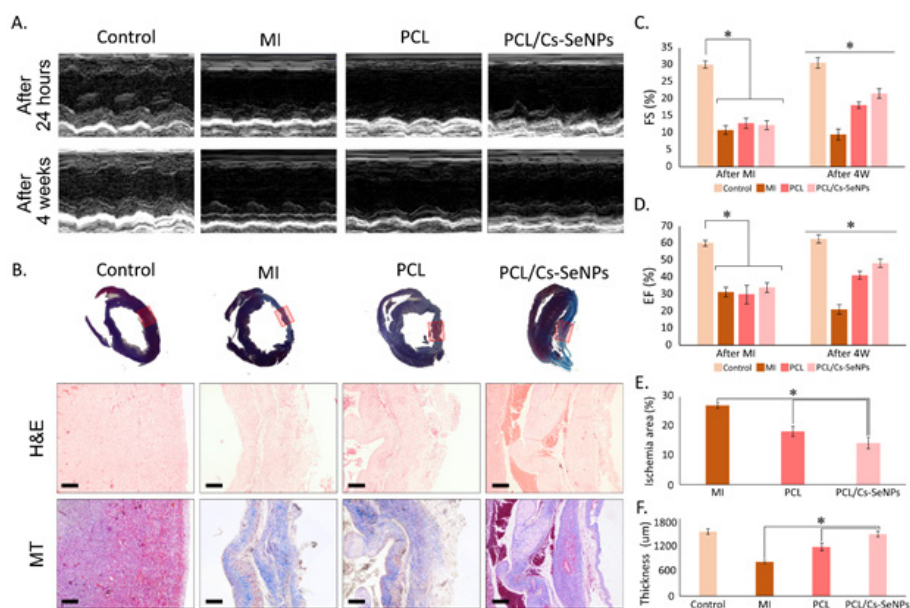 A.
Control MI PCL PCL/Cs-SeNPs
After
24 hours
After
4 weeks
B.
Control MI PCL PCL/Cs-SeNPs
H&E
MT
C.
*
*
35
30
25
20
15
10
5
0
FS (%)
After MI After 4W
Control MI PCL PCL/Cs-SeNPs
D.
*
*
70
60
50
40
30
20
10
0
EF (%)
After MI After 4W
Control MI PCL PCL/Cs-SeNPs
E.
*
30
20
10
0
Ischemia area (%)
MI PCL PCL/Cs-SeNPs
F.
*
1800
1200
600
0
Thickness (um)
Control MI PCL PCL/Cs-SeNPs